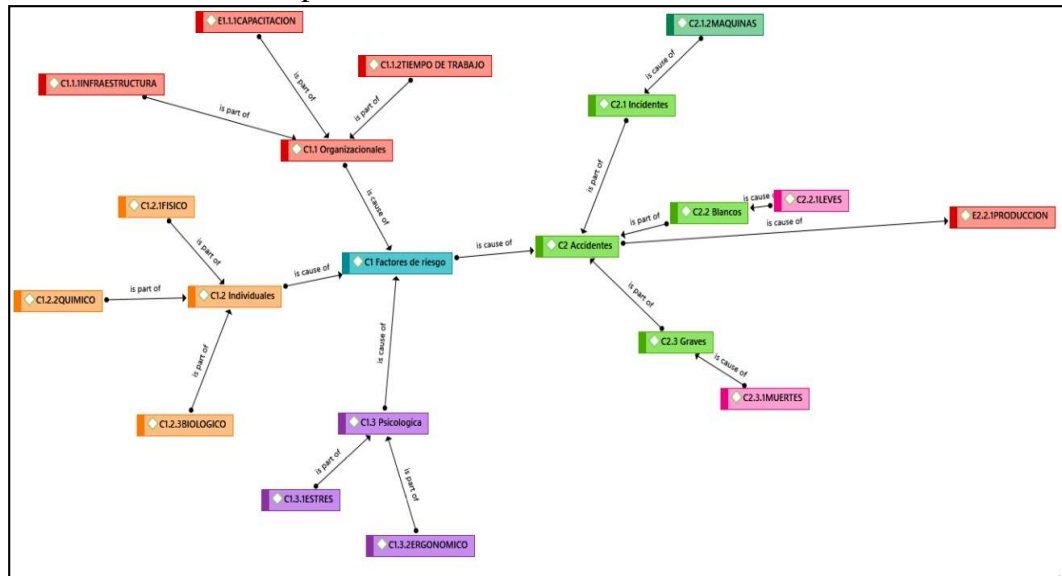 E1.1.1CAPACITACION
C2.1.2MAQUINAS
C1.1.2TIEMPO DE TRABAJO
C1.1.1INFRAESTRUCTURA
is part of
is part of
is part of
is cause of
C2.1 Incidentes
C1.1 Organizacionales
is part of
is cause of
C1.2.1FISICO
is part of
C2.2.1LEVES
is cause
C2.2 Blancos
is part of
is cause of
E2.2.1PRODUCCION
C2 Accidentes
is cause of
C1 Factores de riesgo
is cause of
C1.2 Individuales
C1.2.2QUIMICO
is part of
is part of
is part of
is cause of
C2.3 Graves
is cause of
C2.3.1MUERTES
C1.2.3BIOLOGICO
C1.3 Psicologica
is part of
is part of
C1.3.1ESTRES
C1.3.2ERGONOMICO